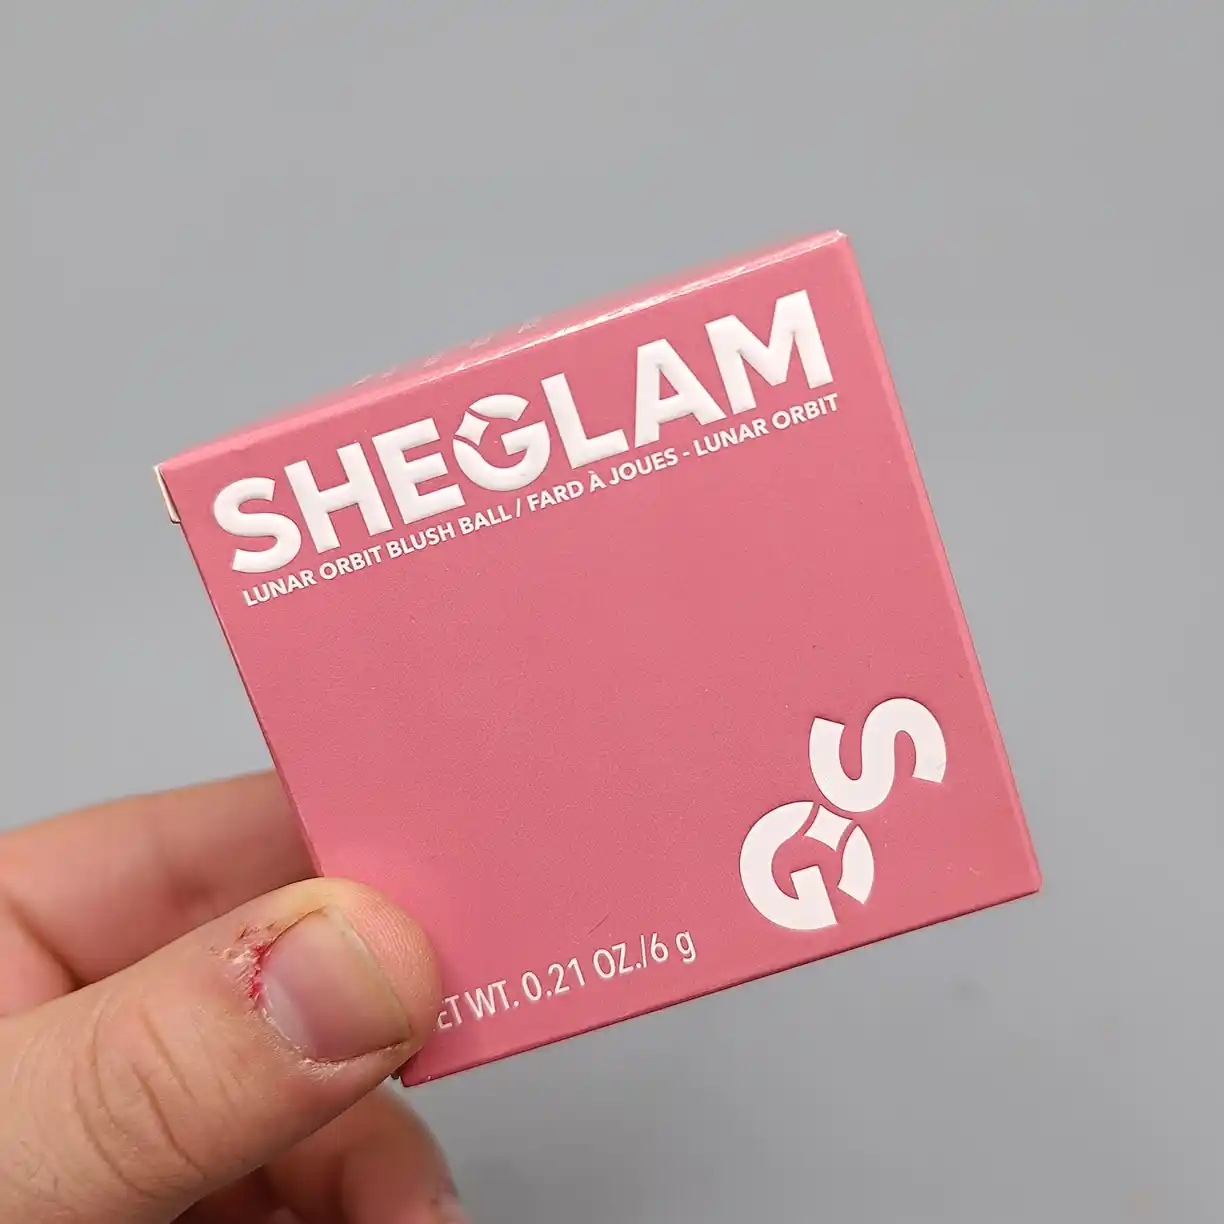 SHEGLAM
LUNAR ORBIT BLUSH BALL / FARD À JOUES - LUNAR ORBIT
GS
WT. 0.21 OZ./6 g